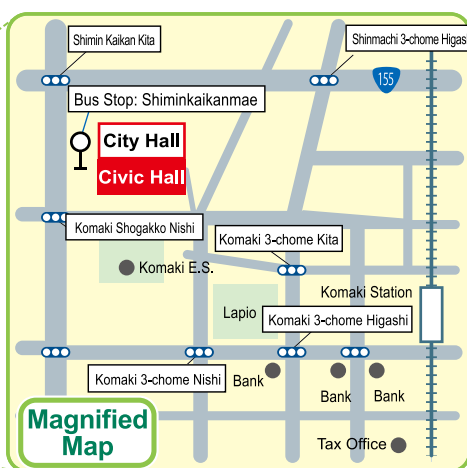 Shimin Kaikan Kita
Shinmachi 3-chome Higas
155
Bus Stop: Shiminkaikanmae
City Hall
Civic Hall
Komaki Shogakko Nishi
Komaki 3-chome Kita
Komaki E.S.
Komaki Station
Lapio
Komaki 3-chome Higashi
Komaki 3-chome Nishi
Bank
Bank
Bank
Magnified
Map
Tax Office